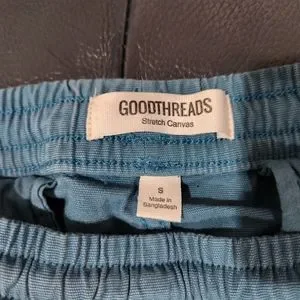 GOODTHREADS
Stretch Canvas
S
Made in
Bangladesh